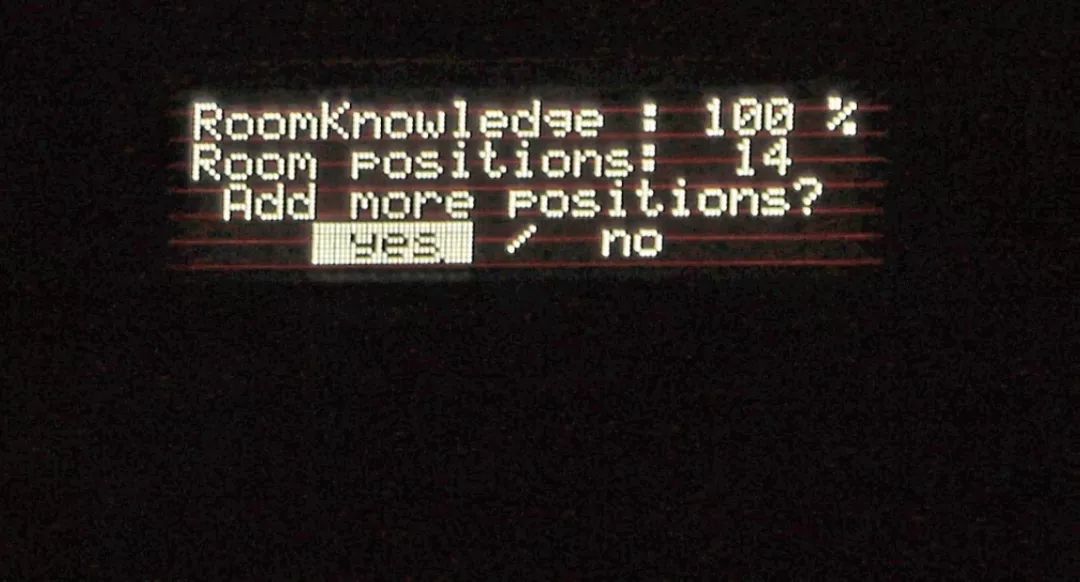 RoomKnowledge : 100 %
Room positions: 14
Add more positions?
yes / no